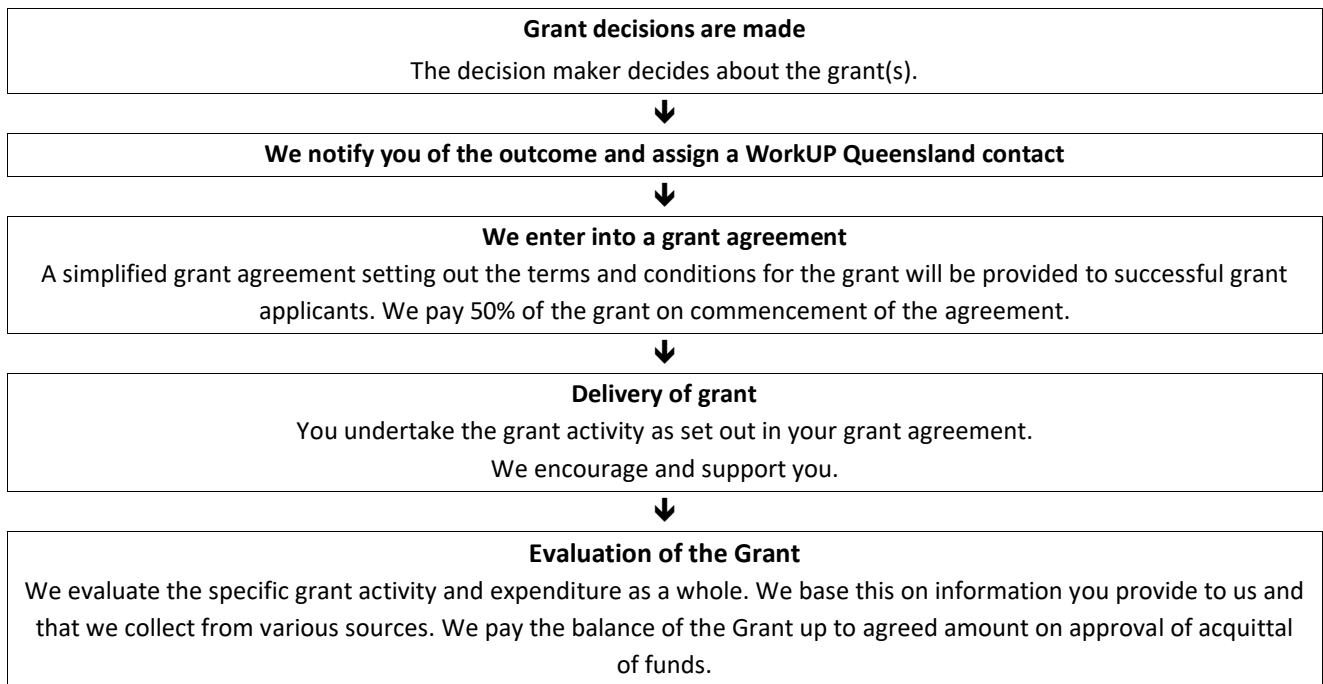 Grant decisions are made
The decision maker decides about the grant(s).
We notify you of the outcome and assign a WorkUP Queensland contact
We enter into a grant agreement
A simplified grant agreement setting out the terms and conditions for the grant will be provided to successful grant
applicants. We pay 50% of the grant on commencement of the agreement.
Delivery of grant
You undertake the grant activity as set out in your grant agreement.
We encourage and support you.
Evaluation of the Grant
We evaluate the specific grant activity and expenditure as a whole. We base this on information you provide to us and
that we collect from various sources. We pay the balance of the Grant up to agreed amount on approval of acquittal
of funds.